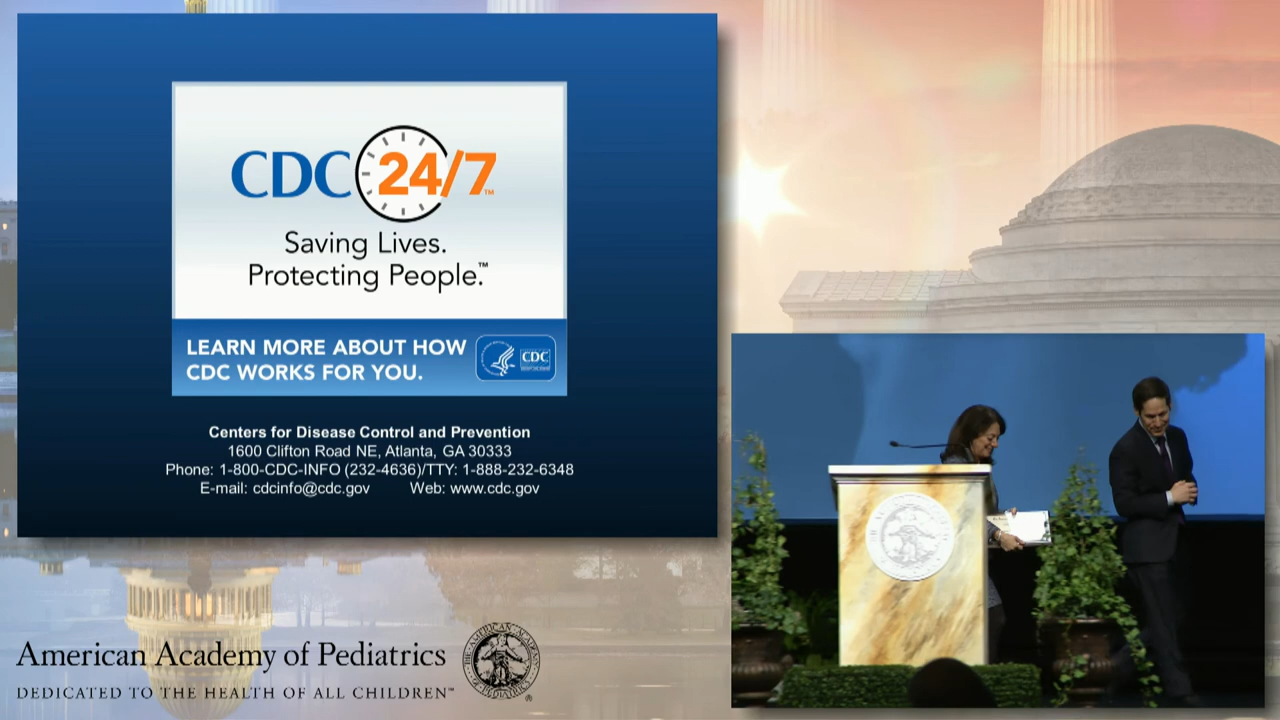 CDC 24/7™
Saving Lives.
Protecting People.™
LEARN MORE ABOUT HOW
CDC WORKS FOR YOU.
CDC
Centers for Disease Control and Prevention
1600 Clifton Road NE, Atlanta, GA 30333
Phone: 1-800-CDC-INFO (232-4636)/TTY: 1-888-232-6348
E-mail: cdcinfo@cdc.gov Web: www.cdc.gov
American Academy of Pediatrics
DEDICATED TO THE HEALTH OF ALL CHILDREN™